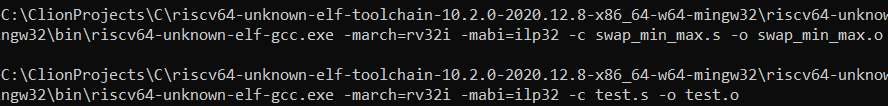 C:\ClionProjects\C\riscv64-unknown-elf-toolchain-10.2.0-2020.12.8-x86_64-w64-mingw32\riscv64-unknow
ngw32\bin\riscv64-unknown-elf-gcc.exe -march=rv32i -mabi=ilp32 -c swap_min_max.s -o swap_min_max.o
C:\ClionProjects\C\riscv64-unknown-elf-toolchain-10.2.0-2020.12.8-x86_64-w64-mingw32\riscv64-unknow
ngw32\bin\riscv64-unknown-elf-gcc.exe -march=rv32i -mabi=ilp32 -c test.s -o test.o